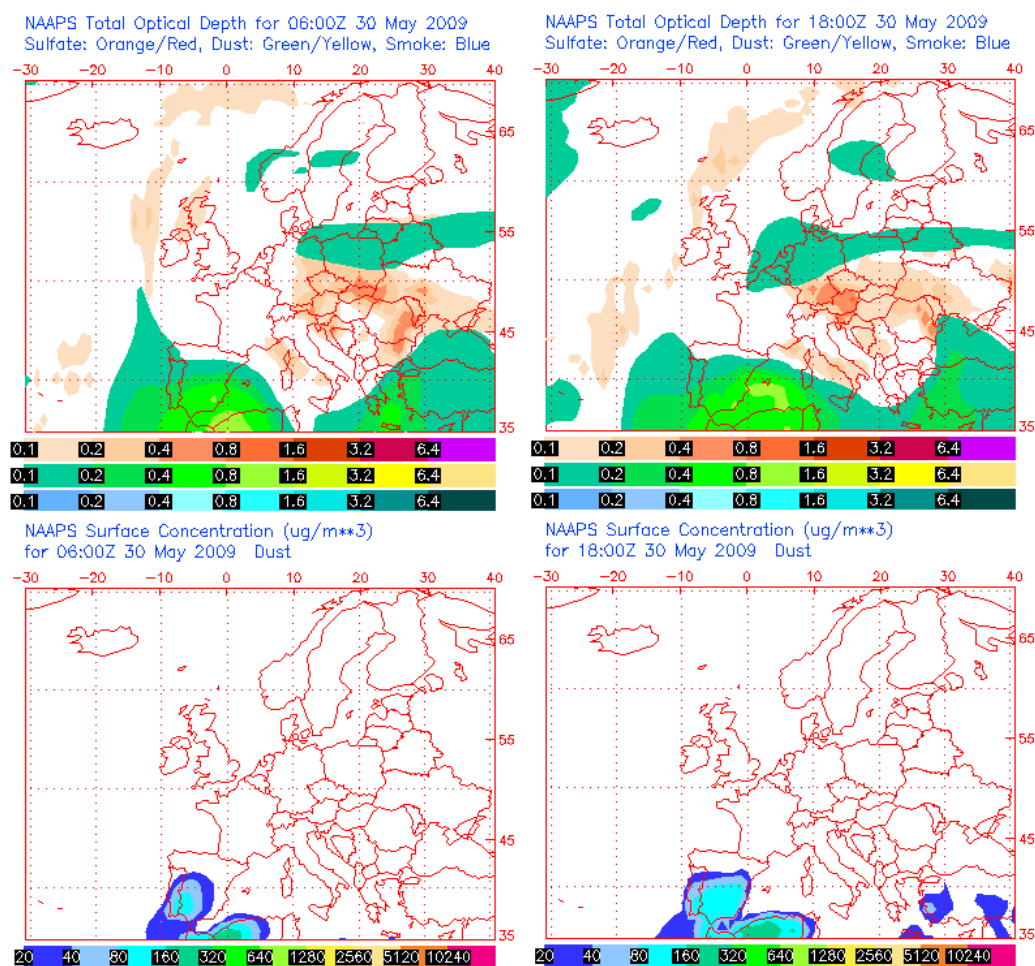 NAAPS Total Optical Depth for 06:00Z 30 May 2009
Sulfate: Orange/Red, Dust: Green/Yellow, Smoke: Blue
-30 -20 -10 0 10 20 30 40
65
55
45
35
0.1 0.2 0.4 0.8 1.6 3.2 6.4
0.1 0.2 0.4 0.8 1.6 3.2 6.4
0.1 0.2 0.4 0.8 1.6 3.2 6.4
NAAPS Total Optical Depth for 18:00Z 30 May 2009
Sulfate: Orange/Red, Dust: Green/Yellow, Smoke: Blue
-30 -20 -10 0 10 20 30 40
65
55
45
35
0.1 0.2 0.4 0.8 1.6 3.2 6.4
0.1 0.2 0.4 0.8 1.6 3.2 6.4
0.1 0.2 0.4 0.8 1.6 3.2 6.4
NAAPS Surface Concentration (ug/m**3)
for 06:00Z 30 May 2009 Dust
-30 -20 -10 0 10 20 30 40
65
55
45
35
20 40 80 160 320 640 1280 2560 5120 10240
NAAPS Surface Concentration (ug/m**3)
for 18:00Z 30 May 2009 Dust
-30 -20 -10 0 10 20 30 40
65
55
45
35
20 40 80 160 320 640 1280 2560 5120 10240